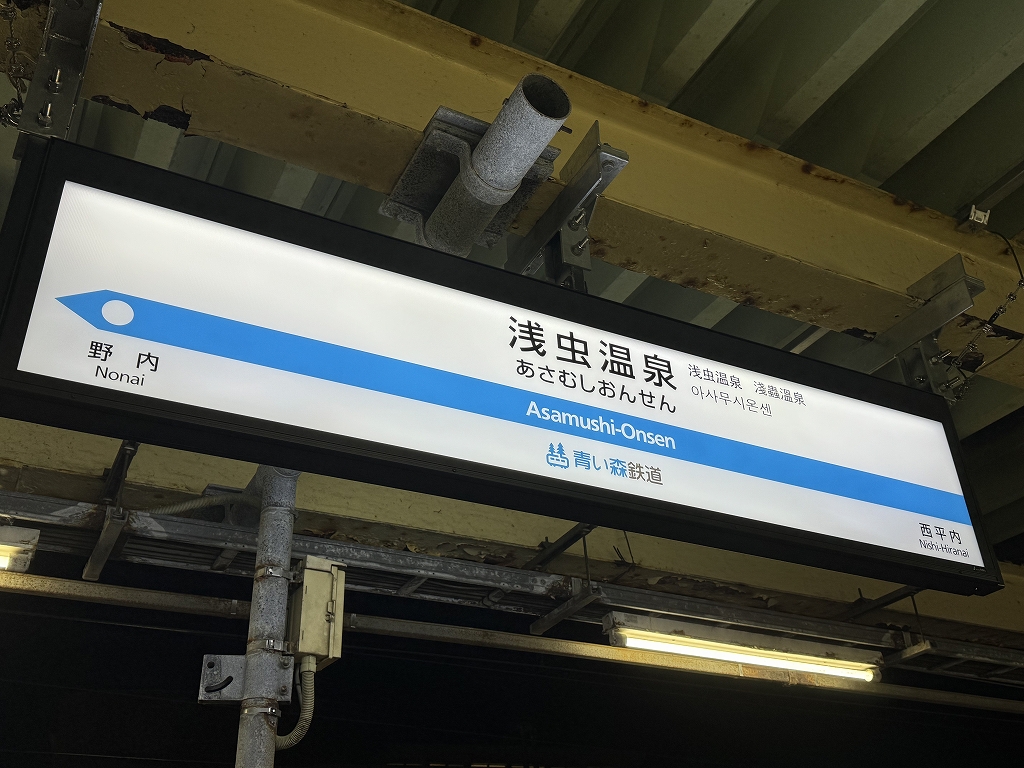 浅虫温泉
あさむしおんせん
浅虫温泉 淺蟲溫泉
아사무시온센
Asamushi-Onsen
青い森鉄道
野内
Nonai
西平内
Nishi-Hiranai